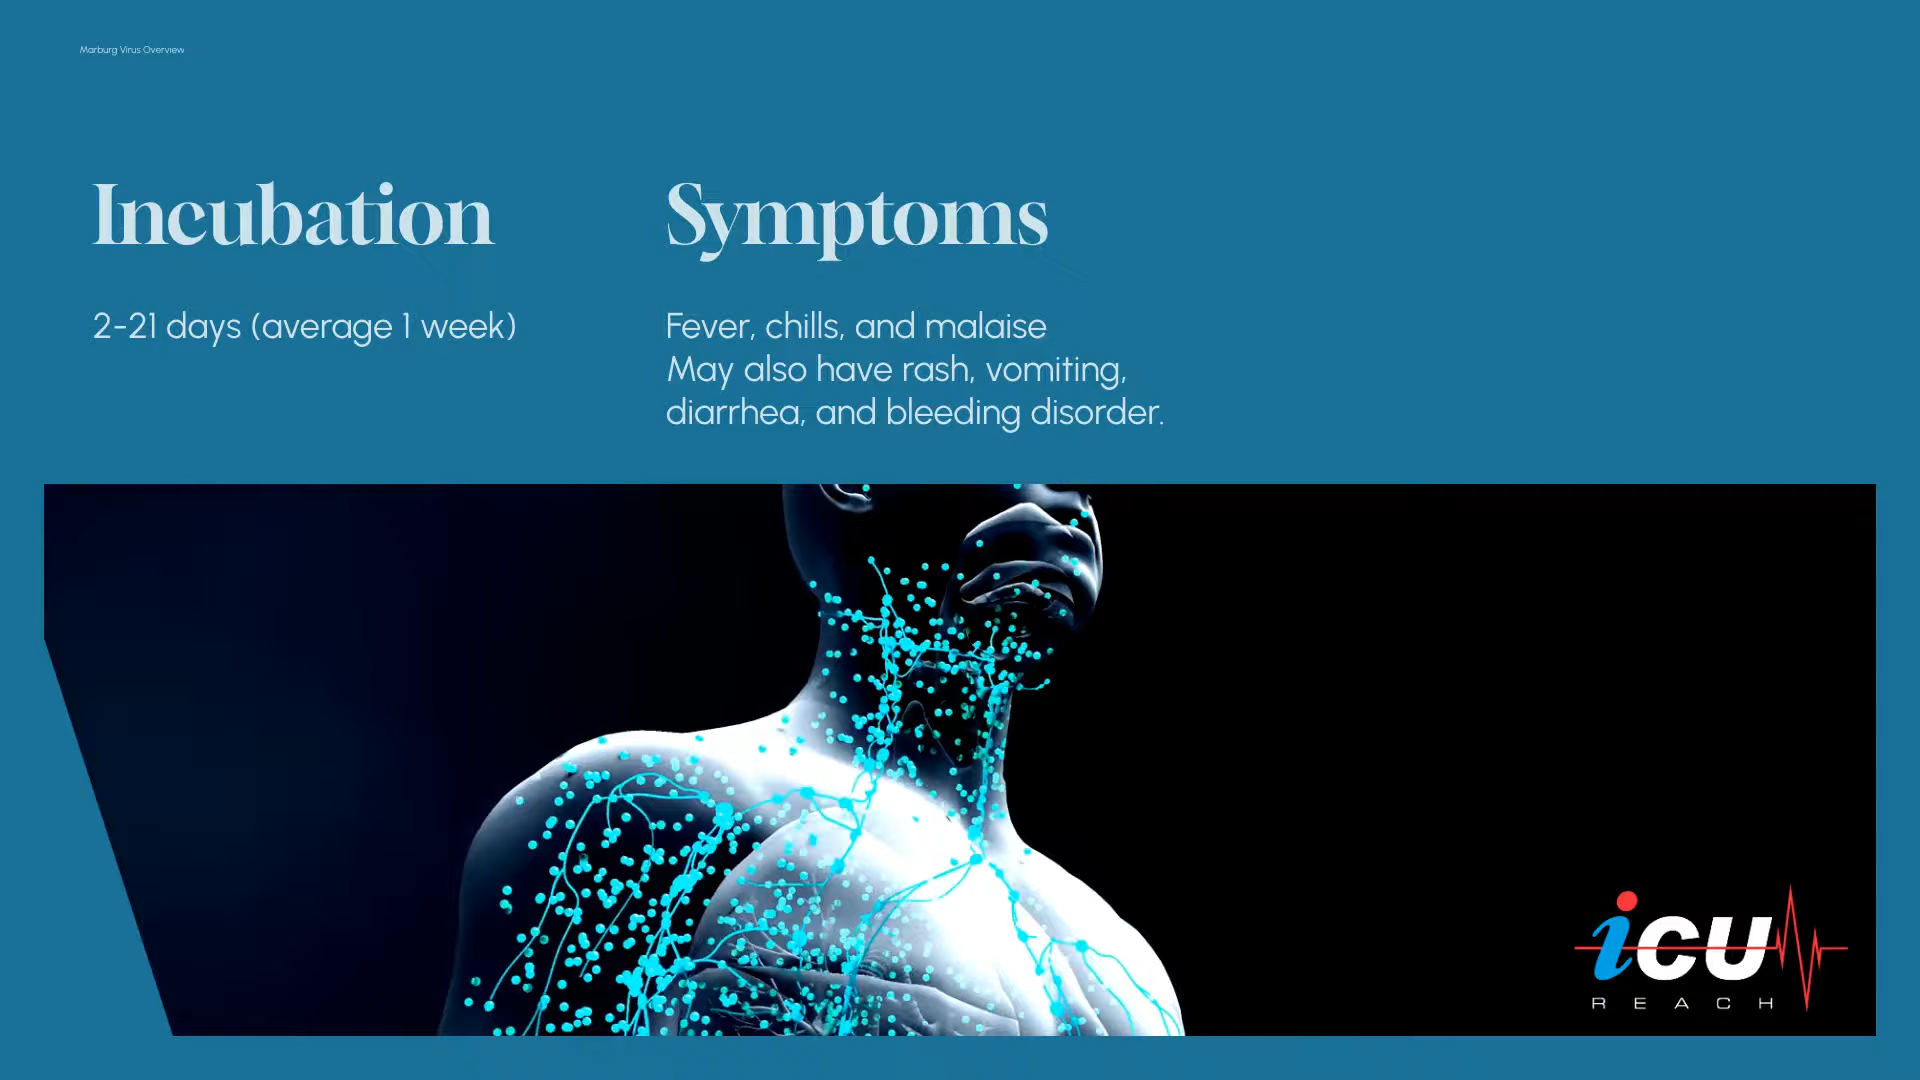 Marburg Virus Overview
Incubation
2-21 days (average 1 week)
Symptoms
Fever, chills, and malaise
May also have rash, vomiting,
diarrhea, and bleeding disorder.
icu
REACH